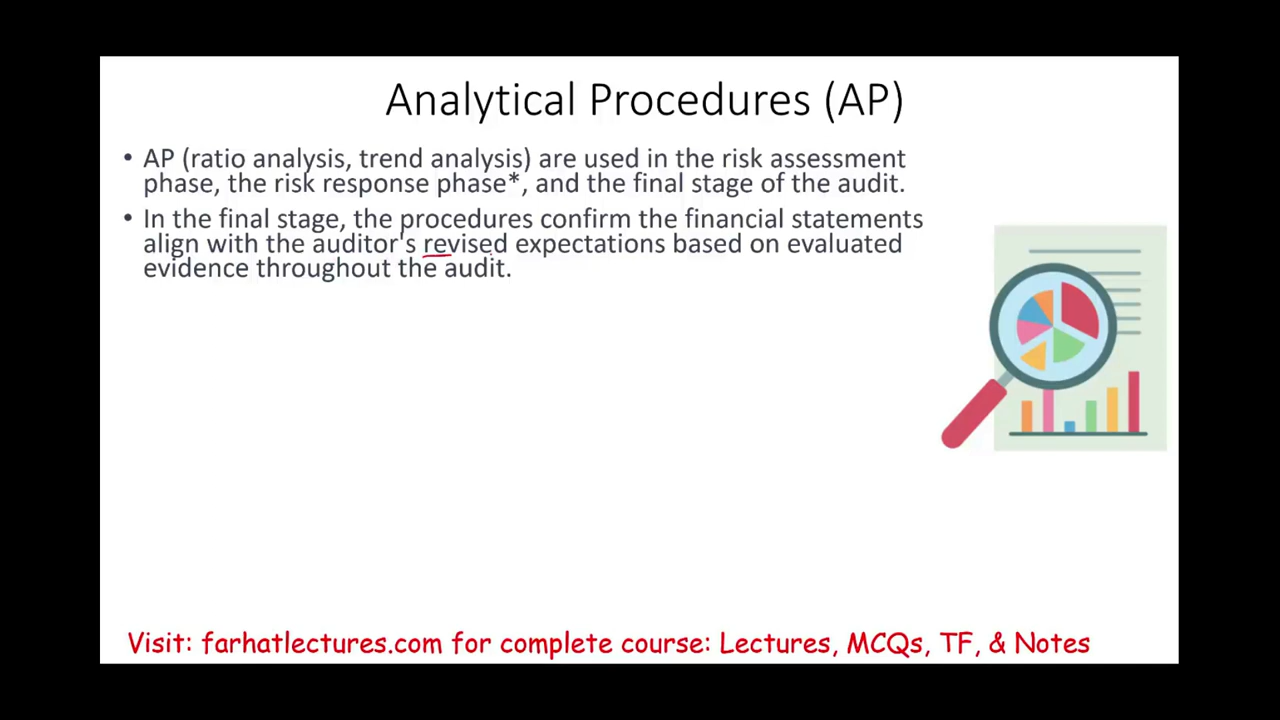 Analytical Procedures (AP)
• AP (ratio analysis, trend analysis) are used in the risk assessment
phase, the risk response phase*, and the final stage of the audit.
• In the final stage, the procedures confirm the financial statements
align with the auditor's revised expectations based on evaluated
evidence throughout the audit.
Visit: farhatlectures.com for complete course: Lectures, MCQs, TF, & Notes